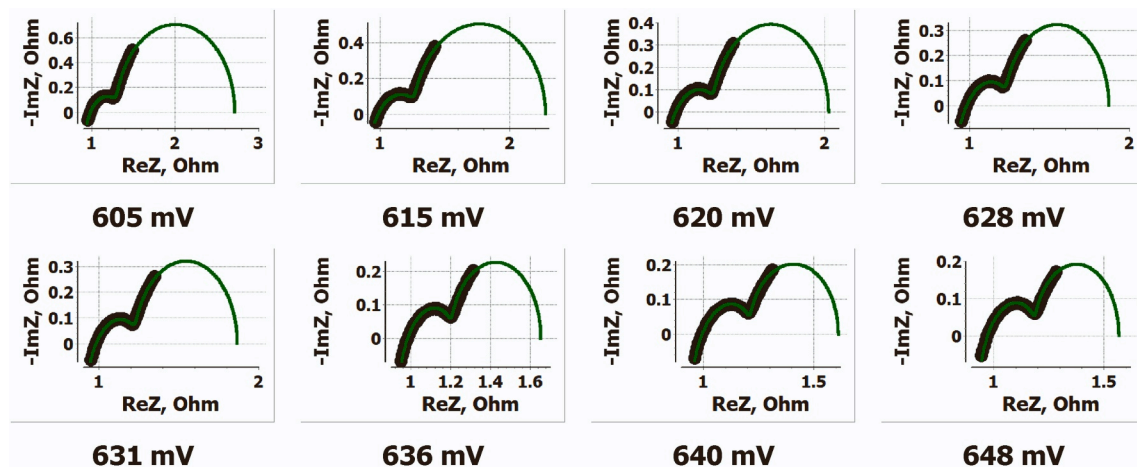 -ImZ, Ohm
0.6
0.4
0.2
0
1
2
3
ReZ, Ohm
605 mV
-ImZ, Ohm
0.4
0.2
0
1
2
ReZ, Ohm
615 mV
-ImZ, Ohm
0.4
0.3
0.2
0.1
0
1
2
ReZ, Ohm
620 mV
-ImZ, Ohm
0.3
0.2
0.1
0
1
2
ReZ, Ohm
628 mV
-ImZ, Ohm
0.3
0.2
0.1
0
1
2
ReZ, Ohm
631 mV
-ImZ, Ohm
0.2
0.1
0
1
1.2
1.4
1.6
ReZ, Ohm
636 mV
-ImZ, Ohm
0.2
0.1
0
1
1.5
ReZ, Ohm
640 mV
-ImZ, Ohm
0.2
0.1
0
1
1.5
ReZ, Ohm
648 mV